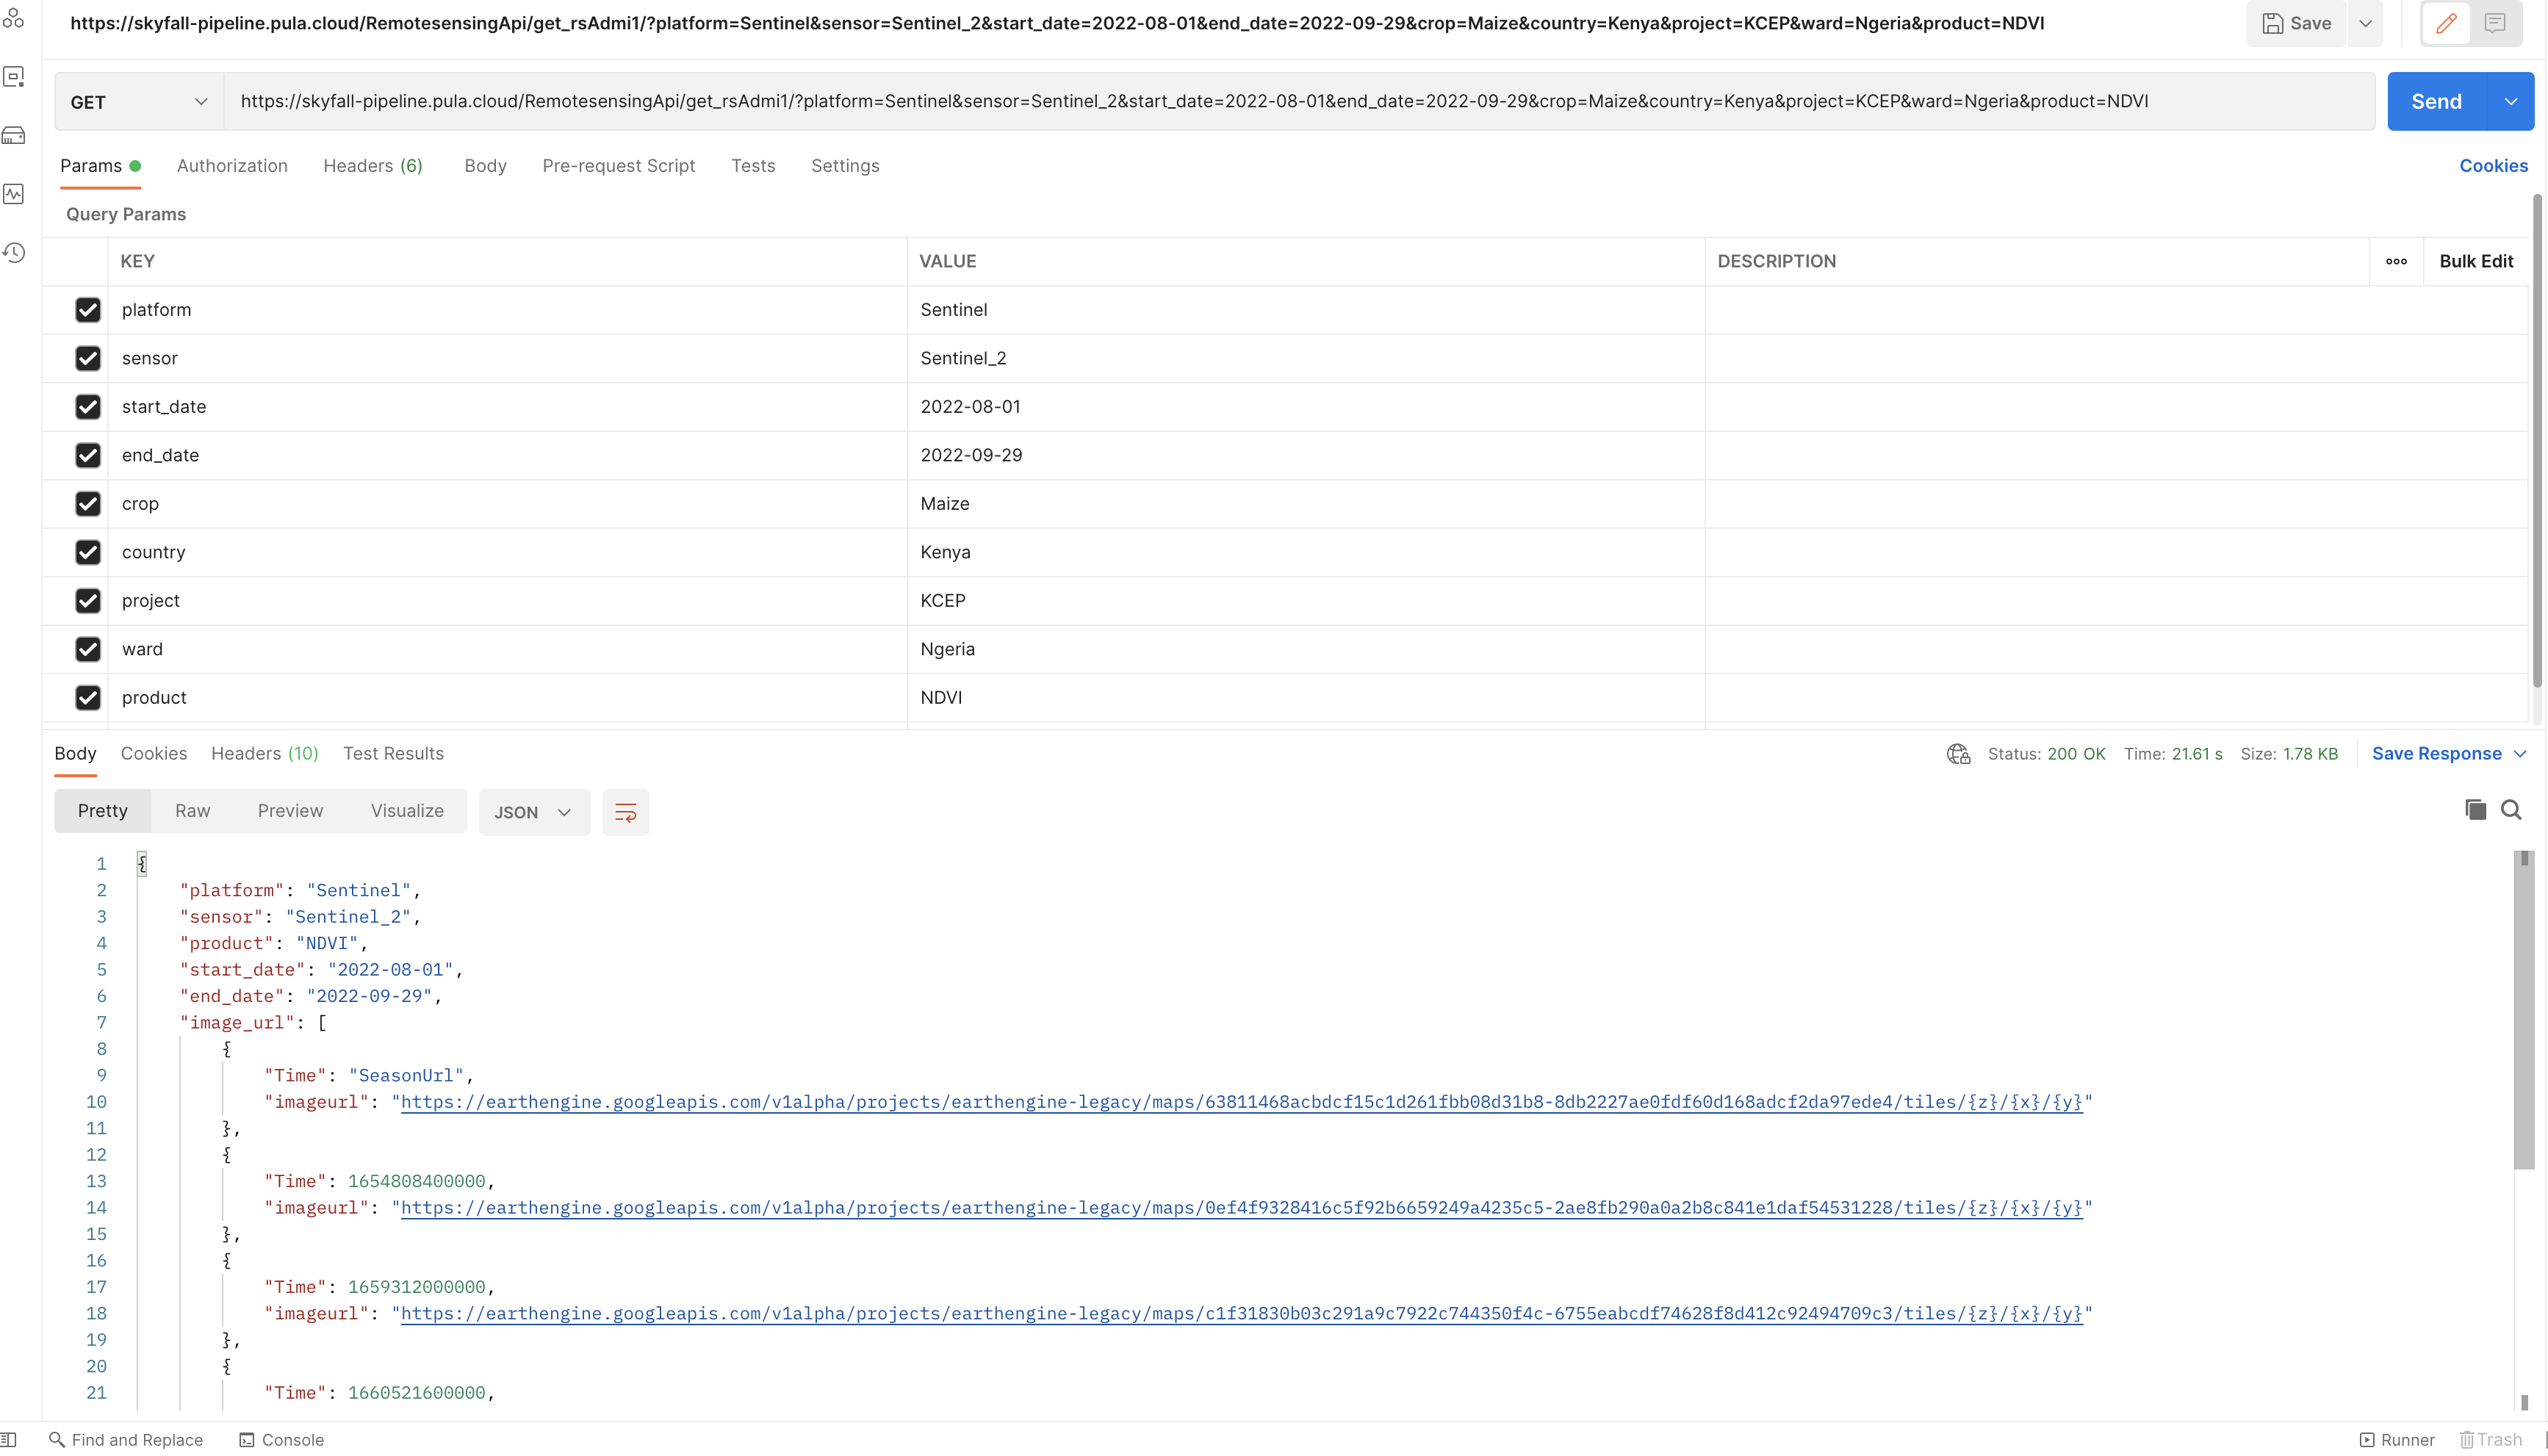 https://skyfall-pipeline.pula.cloud/RemotesensingApi/get_rsAdmi1/?platform=Sentinel&sensor=Sentinel_2&start_date=2022-08-01&end_date=2022-09-29&crop=Maize&country=Kenya&project=KCEP&ward=Ngeria&product=NDVI Save
GET https://skyfall-pipeline.pula.cloud/RemotesensingApi/get_rsAdmi1/?platform=Sentinel&sensor=Sentinel_2&start_date=2022-08-01&end_date=2022-09-29&crop=Maize&country=Kenya&project=KCEP&ward=Ngeria&product=NDVI Send
Params Authorization Headers (6) Body Pre-request Script Tests Settings Cookies
Query Params
KEY VALUE DESCRIPTION ooo Bulk Edit
platform Sentinel
sensor Sentinel_2
start_date 2022-08-01
end_date 2022-09-29
crop Maize
country Kenya
project KCEP
ward Ngeria
product NDVI
Body Cookies Headers (10) Test Results Status: 200 OK Time: 21.61 s Size: 1.78 KB Save Response
Pretty Raw Preview Visualize JSON
1 {
2 "platform": "Sentinel",
3 "sensor": "Sentinel_2",
4 "product": "NDVI",
5 "start_date": "2022-08-01",
6 "end_date": "2022-09-29",
7 "image_url": [
8 {
9 "Time": "SeasonUrl",
10 "imageurl": "https://earthengine.googleapis.com/v1alpha/projects/earthengine-legacy/maps/63811468acbdcf15c1d261fbb08d31b8-8db2227ae0fdf60d168adcf2da97ede4/tiles/{z}/{x}/{y}"
11 },
12 {
13 "Time": 1654808400000,
14 "imageurl": "https://earthengine.googleapis.com/v1alpha/projects/earthengine-legacy/maps/0ef4f9328416c5f92b6659249a4235c5-2ae8fb290a0a2b8c841e1daf54531228/tiles/{z}/{x}/{y}"
15 },
16 {
17 "Time": 1659312000000,
18 "imageurl": "https://earthengine.googleapis.com/v1alpha/projects/earthengine-legacy/maps/c1f31830b03c291a9c7922c744350f4c-6755eabcdf74628f8d412c92494709c3/tiles/{z}/{x}/{y}"
19 },
20 {
21 "Time": 1660521600000,
Find and Replace Console Runner Trash